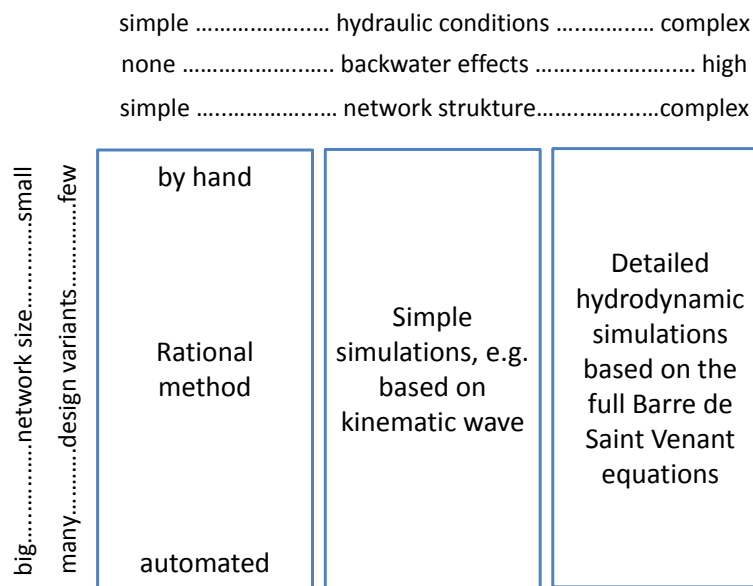 simple ………….…..…… hydraulic conditions …..…..…. complex
none ………………..….. backwater effects …….……..... high
simple …..………..…... network strukture……..…..……complex
big……………..network size……………small
many………..design variants……………few
by hand
Rational
method
automated
Simple
simulations, e.g.
based on
kinematic wave
Detailed
hydrodynamic
simulations
based on the
full Barre de
Saint Venant
equations